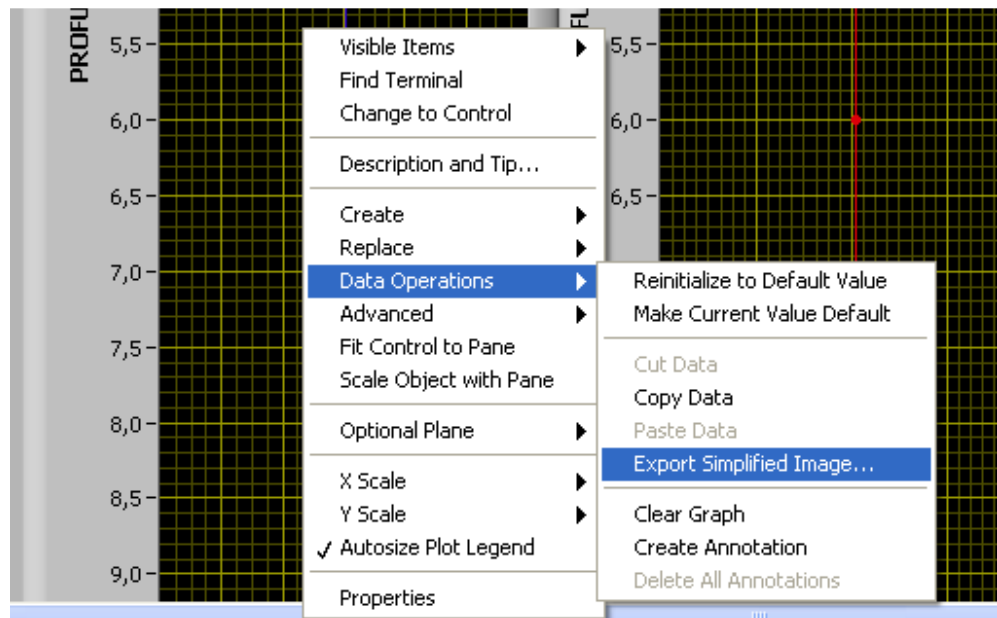 PROFU
5,5
6,0
6,5
7,0
7,5
8,0
8,5
9,0
Visible Items
Find Terminal
Change to Control
Description and Tip...
Create
Replace
Data Operations
Advanced
Fit Control to Pane
Scale Object with Pane
Optional Plane
X Scale
Y Scale
Autosize Plot Legend
Properties
FU
5,5
6,0
6,5
Reinitialize to Default Value
Make Current Value Default
Cut Data
Copy Data
Paste Data
Export Simplified Image...
Clear Graph
Create Annotation
Delete All Annotations